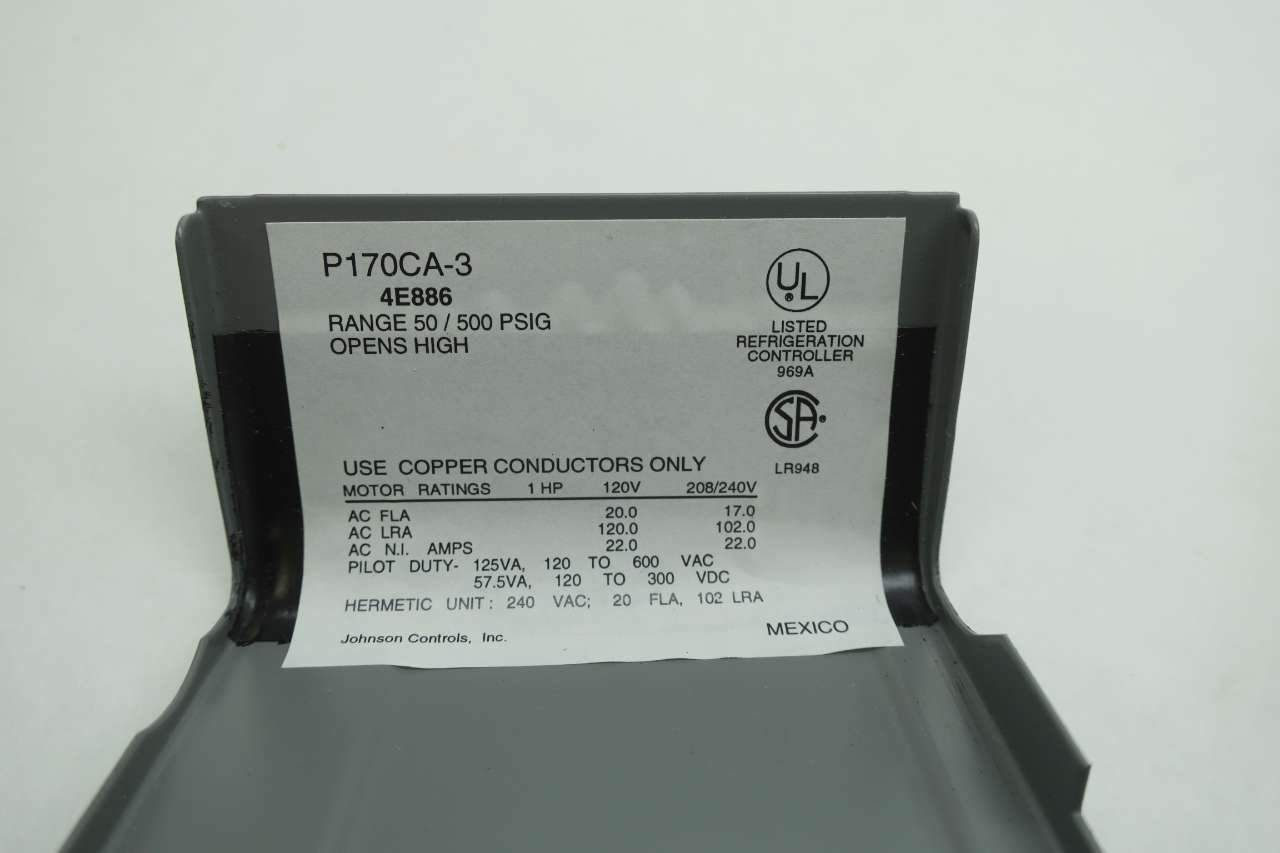 P170CA-3
4E886
RANGE 50 / 500 PSIG
OPENS HIGH
UL ®
LISTED
REFRIGERATION
CONTROLLER
969A
SA ®
LR948
USE COPPER CONDUCTORS ONLY
MOTOR RATINGS 1 HP 120V 208/240V
AC FLA 20.0 17.0
AC LRA 120.0 102.0
AC N.I. AMPS 22.0 22.0
PILOT DUTY- 125VA, 120 TO 600 VAC
57.5VA, 120 TO 300 VDC
HERMETIC UNIT: 240 VAC; 20 FLA, 102 LRA
Johnson Controls, Inc. MEXICO